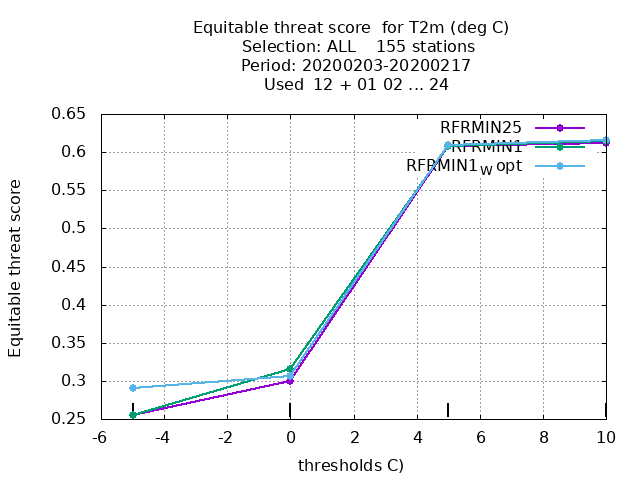 Equitable threat score  for T2m (deg C)
Selection: ALL    155 stations
Period: 20200203-20200217
Used  12 + 01 02 ... 24
RFRMIN25
RFRMIN1
RFRMIN1W opt
Equitable threat score
0.65
0.6
0.55
0.5
0.45
0.4
0.35
0.3
0.25
-6 -4 -2 0 2 4 6 8 10
thresholds C)